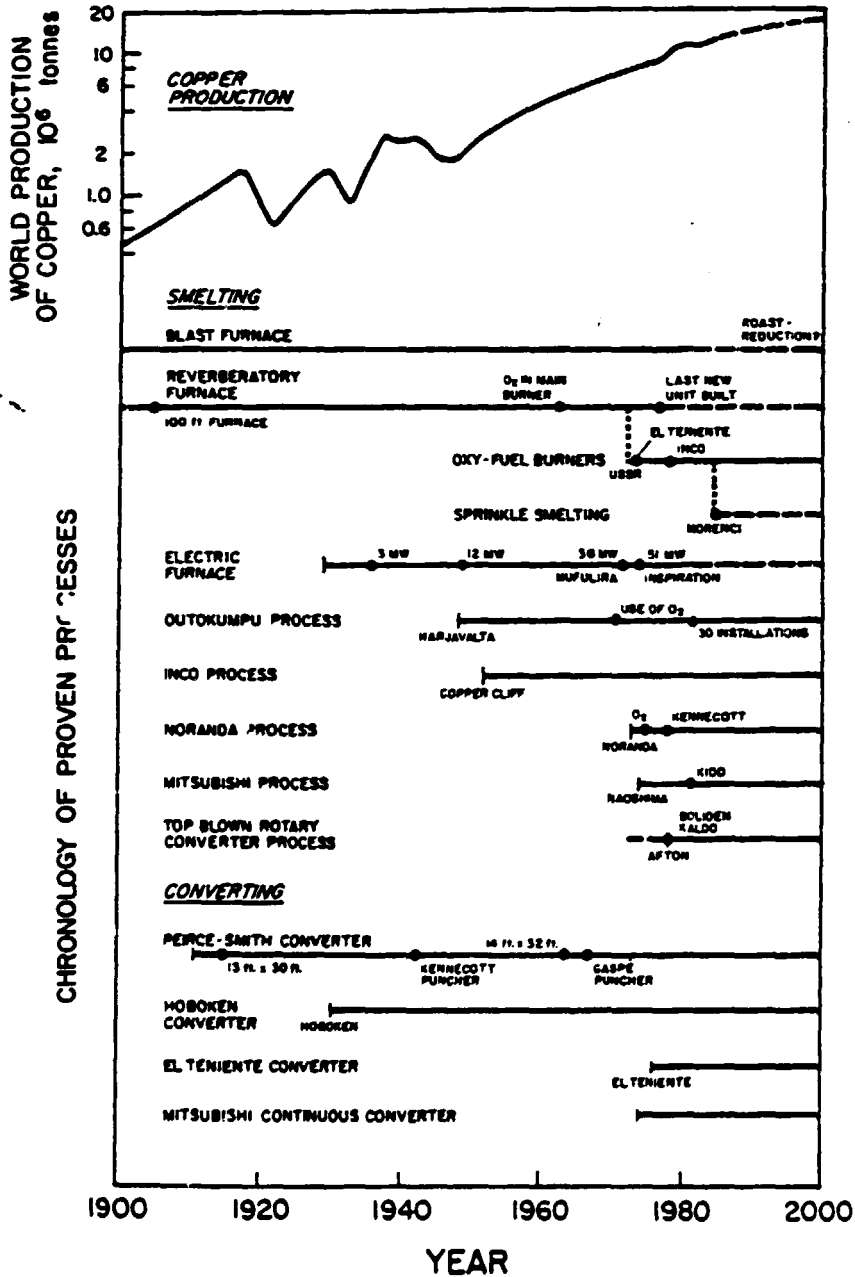 WORLD PRODUCTION
OF COPPER, 10⁶ tonnes
20
10
6
2
1.0
0.6
COPPER
PRODUCTION
CHRONOLOGY OF PROVEN
SMELTING
BLAST FURNACE
ROAST-
REDUCTION?
REVERBERATORY
FURNACE
100 ft FURNACE
O₂ IN MAIN
BURNER
LAST NEW
UNIT BUILT
OXY-FUEL BURNERS
USSR
EL TENIENTE
INCO
SPRINKLE SMELTING
MORENCI
ELECTRIC
FURNACE
3 MW
12 MW
36 MW
51 MW
MUFULIRA
INSPIRATION
OUTOKUMPU PROCESS
HARJAVALTA
USE OF O₂
30 INSTALLATIONS
INCO PROCESS
COPPER CLIFF
NORANDA PROCESS
O₂
KENNECOTT
NORANDA
MITSUBISHI PROCESS
KIDD
NAOSHIMA
TOP BLOWN ROTARY
CONVERTER PROCESS
BOLIDEN
KALDO
AFTON
CONVERTING
PEIRCE-SMITH CONVERTER
13 ft. x 30 ft.
KENNECOTT
PUNCHER
14 ft. x 32 ft.
GASPE
PUNCHER
HOBOKEN
CONVERTER
HOBOKEN
EL TENIENTE CONVERTER
EL TENIENTE
MITSUBISHI CONTINUOUS CONVERTER
1900 1920 1940 1960 1980 2000
YEAR